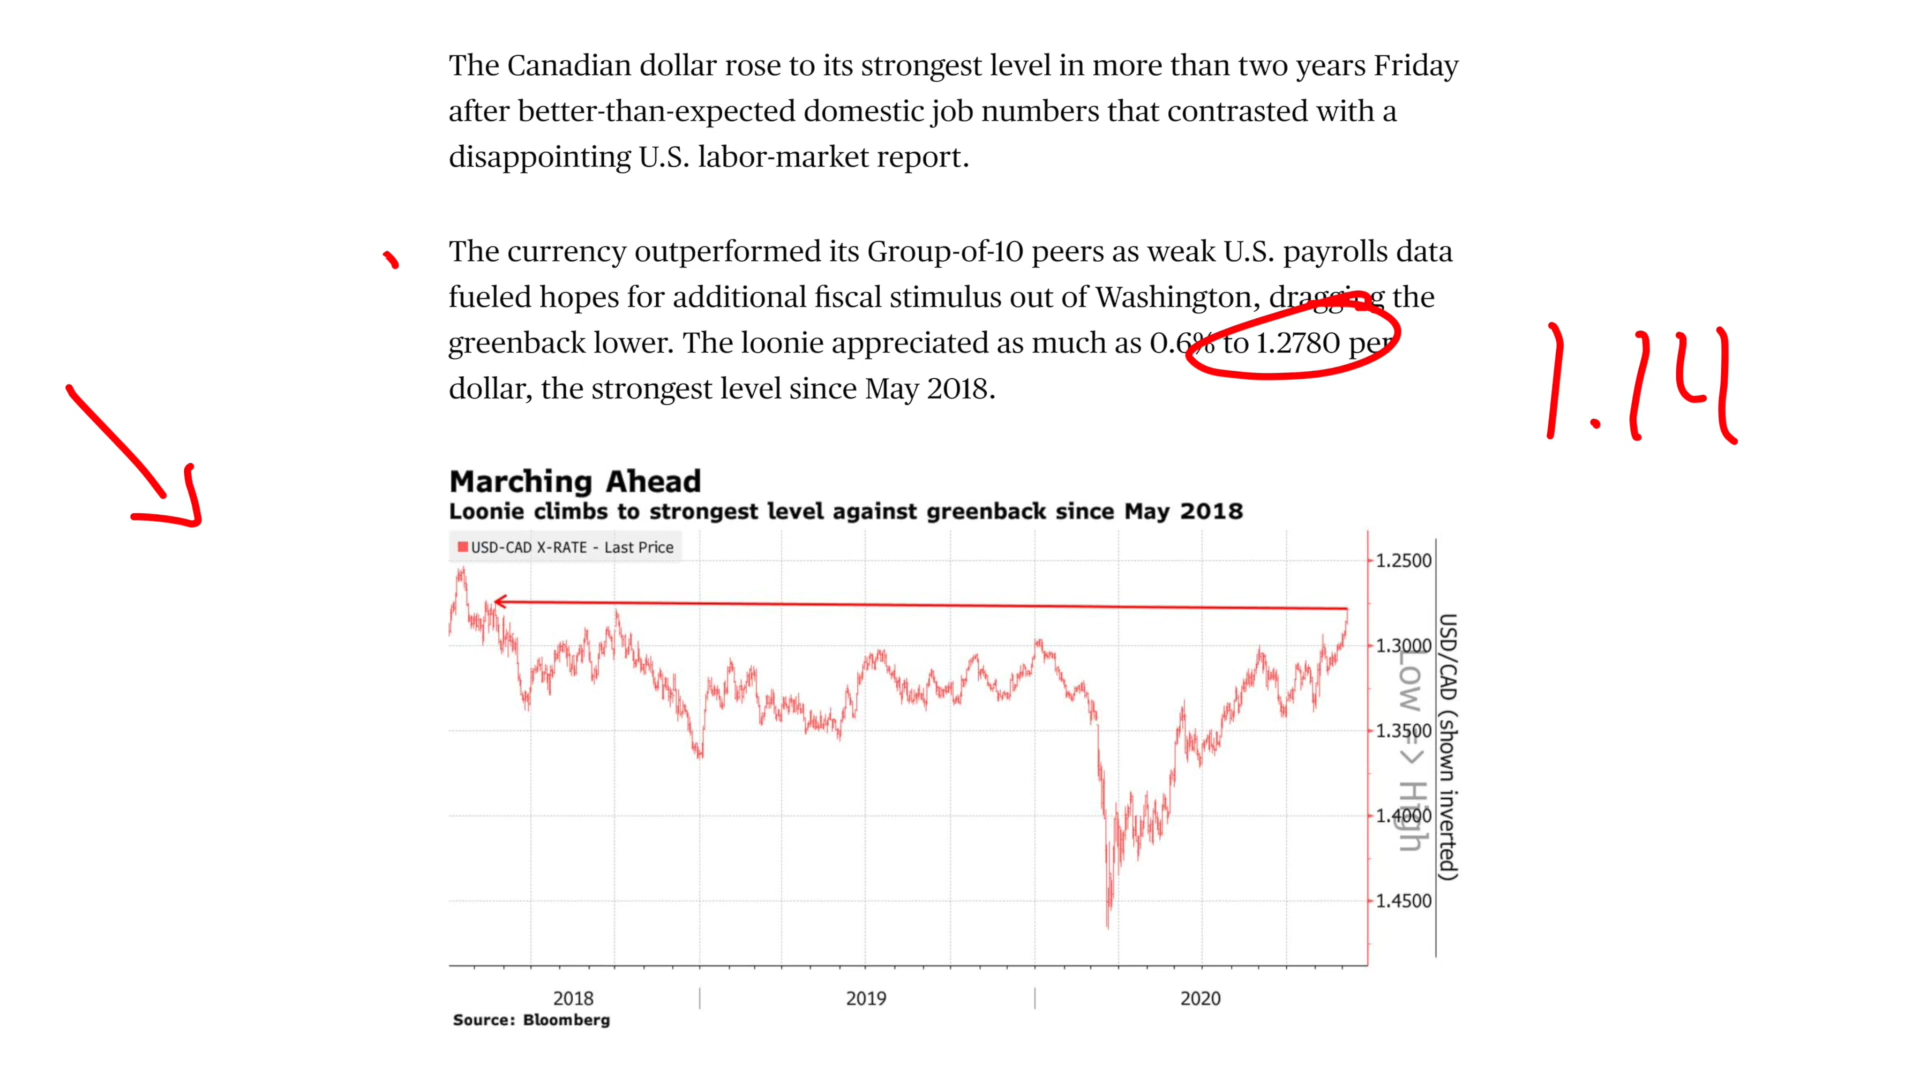 The Canadian dollar rose to its strongest level in more than two years Friday
after better-than-expected domestic job numbers that contrasted with a
disappointing U.S. labor-market report.
The currency outperformed its Group-of-10 peers as weak U.S. payrolls data
fueled hopes for additional fiscal stimulus out of Washington, dragging the
greenback lower. The loonie appreciated as much as 0.6% to 1.2780 per
dollar, the strongest level since May 2018.
1.14
Marching Ahead
Loonie climbs to strongest level against greenback since May 2018
USD-CAD X-RATE - Last Price
1.2500
1.3000
1.3500
1.4000
1.4500
Low => High
USD/CAD (shown inverted)
2018
2019
2020
Source: Bloomberg